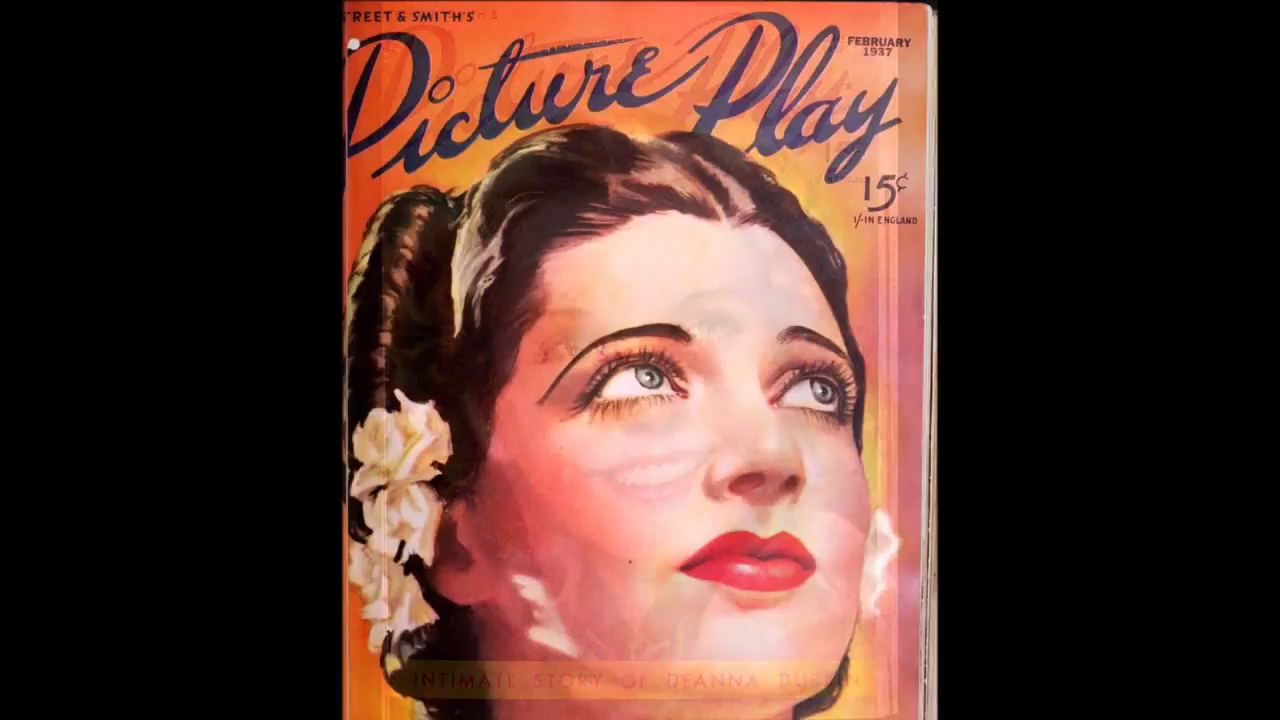 STREET & SMITH'S
Picture Play
FEBRUARY
1937
15¢
1/-IN ENGLAND
INTIMATE STORY OF DEANNA DURBIN